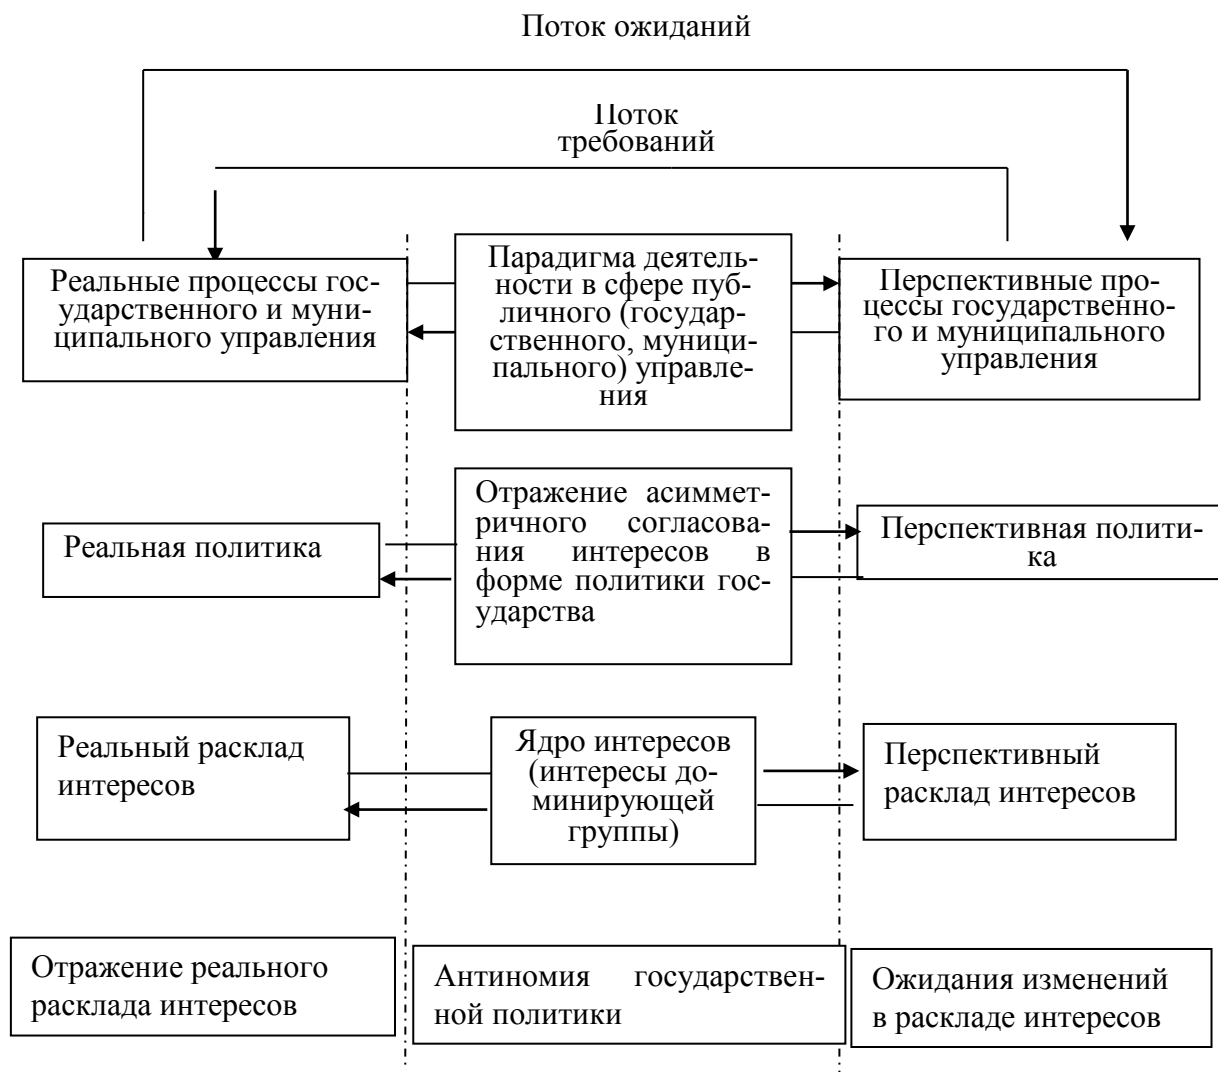 Поток ожиданий
Поток
требований
Реальные процессы гос-
ударственного и муни-
ципального управления
Парадигма деятель-
ности в сфере пуб-
личного (государ-
ственного, муници-
пального) управле-
ния
Перспективные про-
цессы государственно-
го и муниципального
управления
Реальная политика
Отражение асиммет-
ричного согласова-
ния интересов в
форме политики гос-
ударства
Перспективная полити-
ка
Реальный расклад
интересов
Ядро интересов
(интересы до-
минирующей
группы)
Перспективный
расклад интересов
Отражение реального
расклада интересов
Антиномия государствен-
ной политики
Ожидания изменений
в раскладе интересов